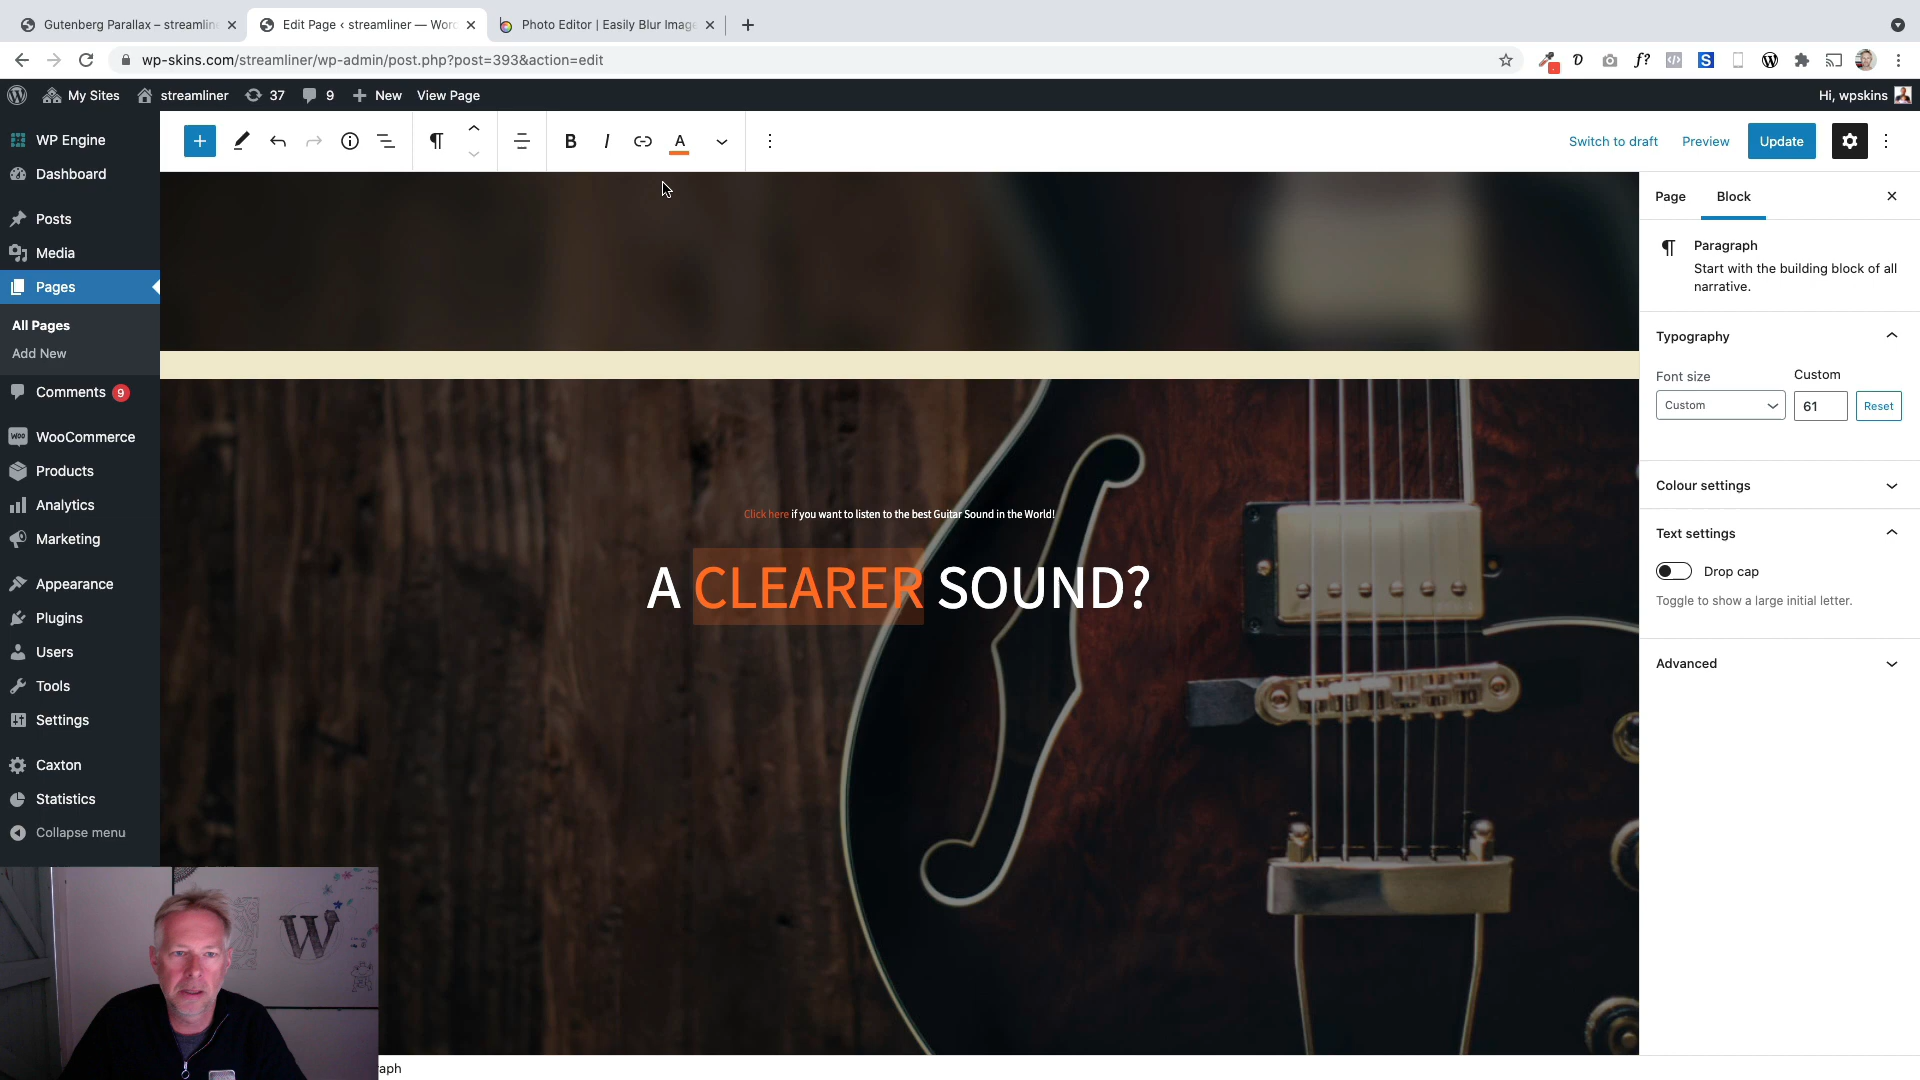 Gutenberg Parallax – streamlin
Edit Page ‹ streamliner — Wor
Photo Editor | Easily Blur Image
wp-skins.com/streamliner/wp-admin/post.php?post=393&action=edit
My Sites
streamliner
37
9
New
View Page
Hi, wpskins
WP Engine
Dashboard
Posts
Media
Pages
All Pages
Add New
Comments 9
WooCommerce
Products
Analytics
Marketing
Appearance
Plugins
Users
Tools
Settings
Caxton
Statistics
Collapse menu
B
I
A
Switch to draft
Preview
Update
Click here if you want to listen to the best Guitar Sound in the World!
A CLEARER SOUND?
Page
Block
Paragraph
Start with the building block of all
narrative.
Typography
Font size
Custom
Custom
61
Reset
Colour settings
Text settings
Drop cap
Toggle to show a large initial letter.
Advanced
W
aph